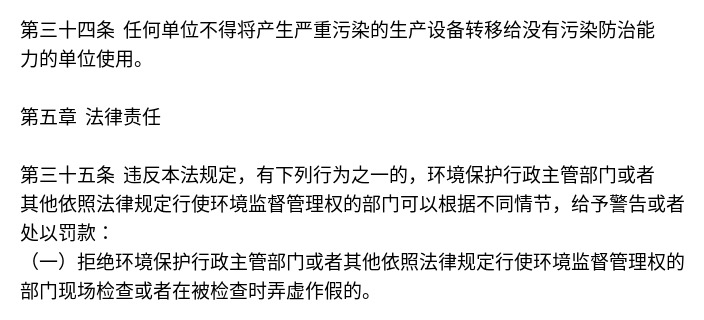 第三十四条 任何单位不得将产生严重污染的生产设备转移给没有污染防治能
力的单位使用。
第五章 法律责任
第三十五条 违反本法规定，有下列行为之一的，环境保护行政主管部门或者
其他依照法律规定行使环境监督管理权的部门可以根据不同情节，给予警告或者
处以罚款：
（一）拒绝环境保护行政主管部门或者其他依照法律规定行使环境监督管理权的
部门现场检查或者在被检查时弄虚作假的。